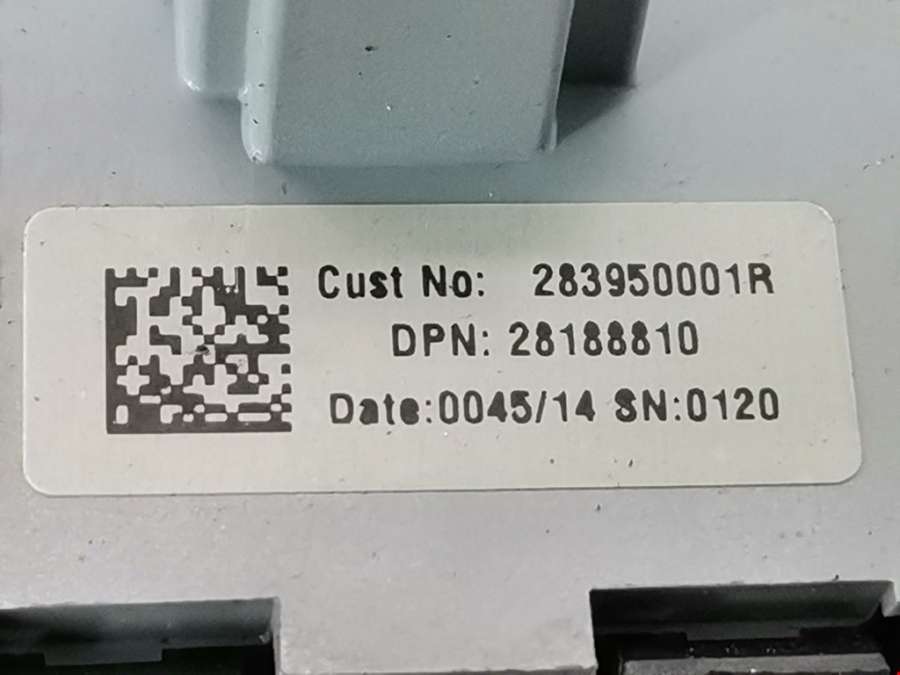 Cust No: 283950001R
DPN: 28188810
Date:0045/14 SN:0120